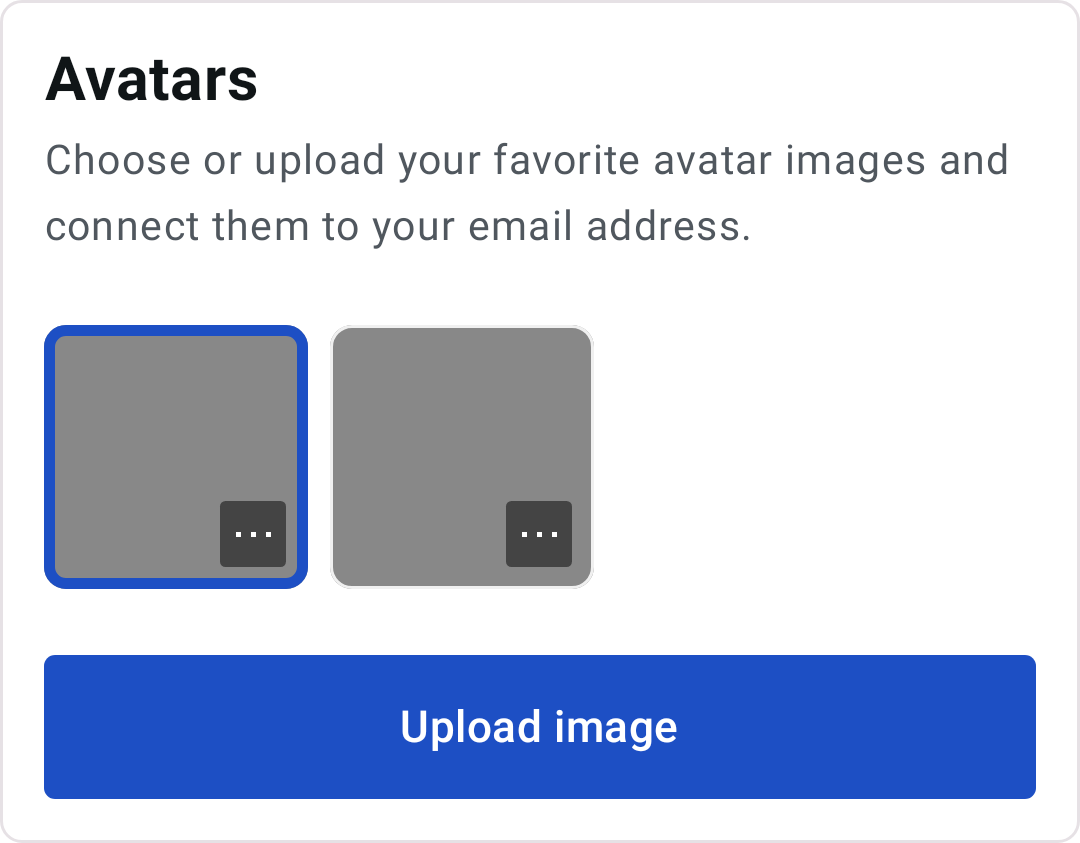 Avatars
Choose or upload your favorite avatar images and
connect them to your email address.
Upload image